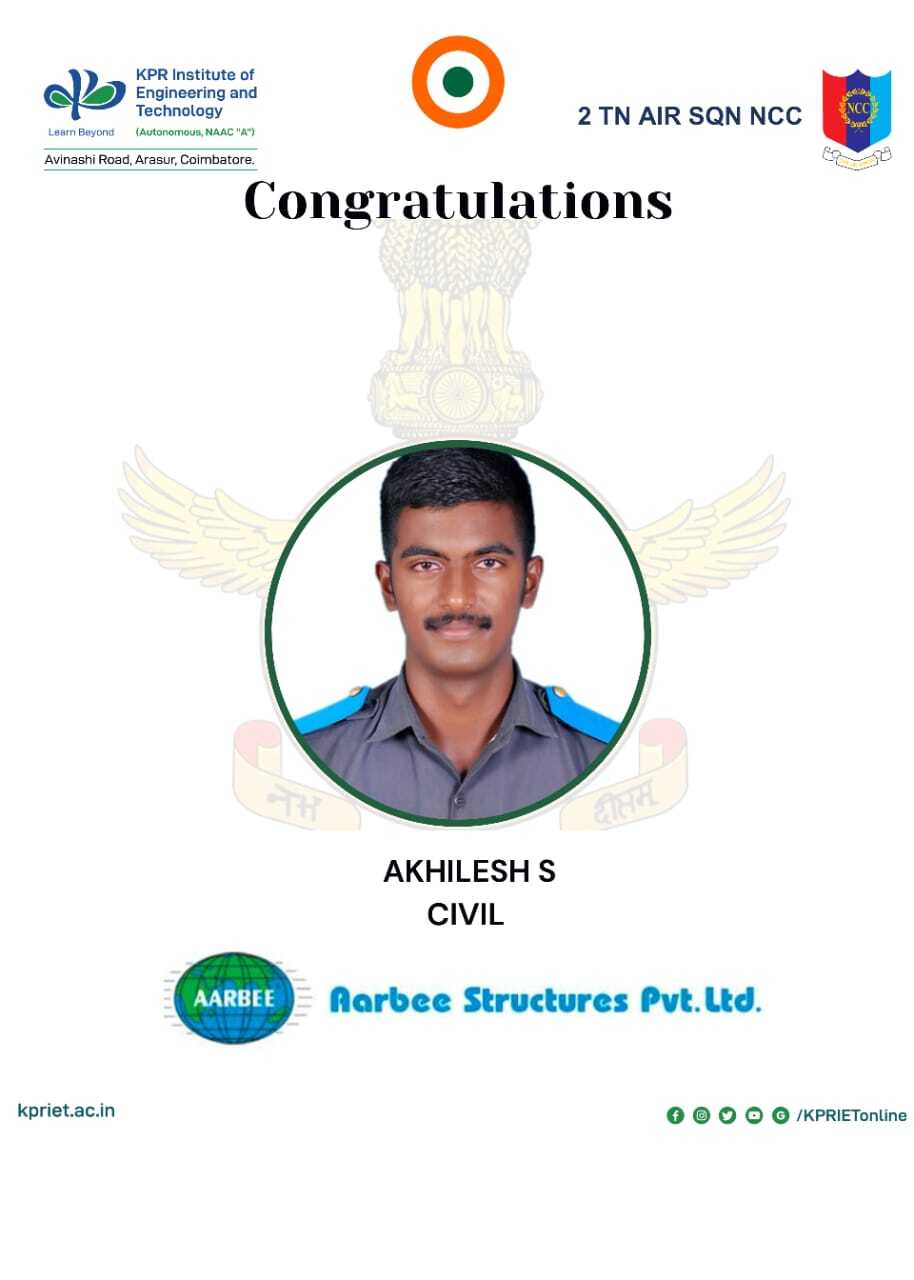 KPR Institute of
Engineering and
Technology
Learn Beyond (Autonomous, NAAC "A")
Avinashi Road, Arasur, Coimbatore.
2 TN AIR SQN NCC
NCC
Congratulations
नभ
दीप्तम्
AKHILESH S
CIVIL
AARBEE Aarbee Structures Pvt. Ltd.
kpriet.ac.in
/KPRIETonline